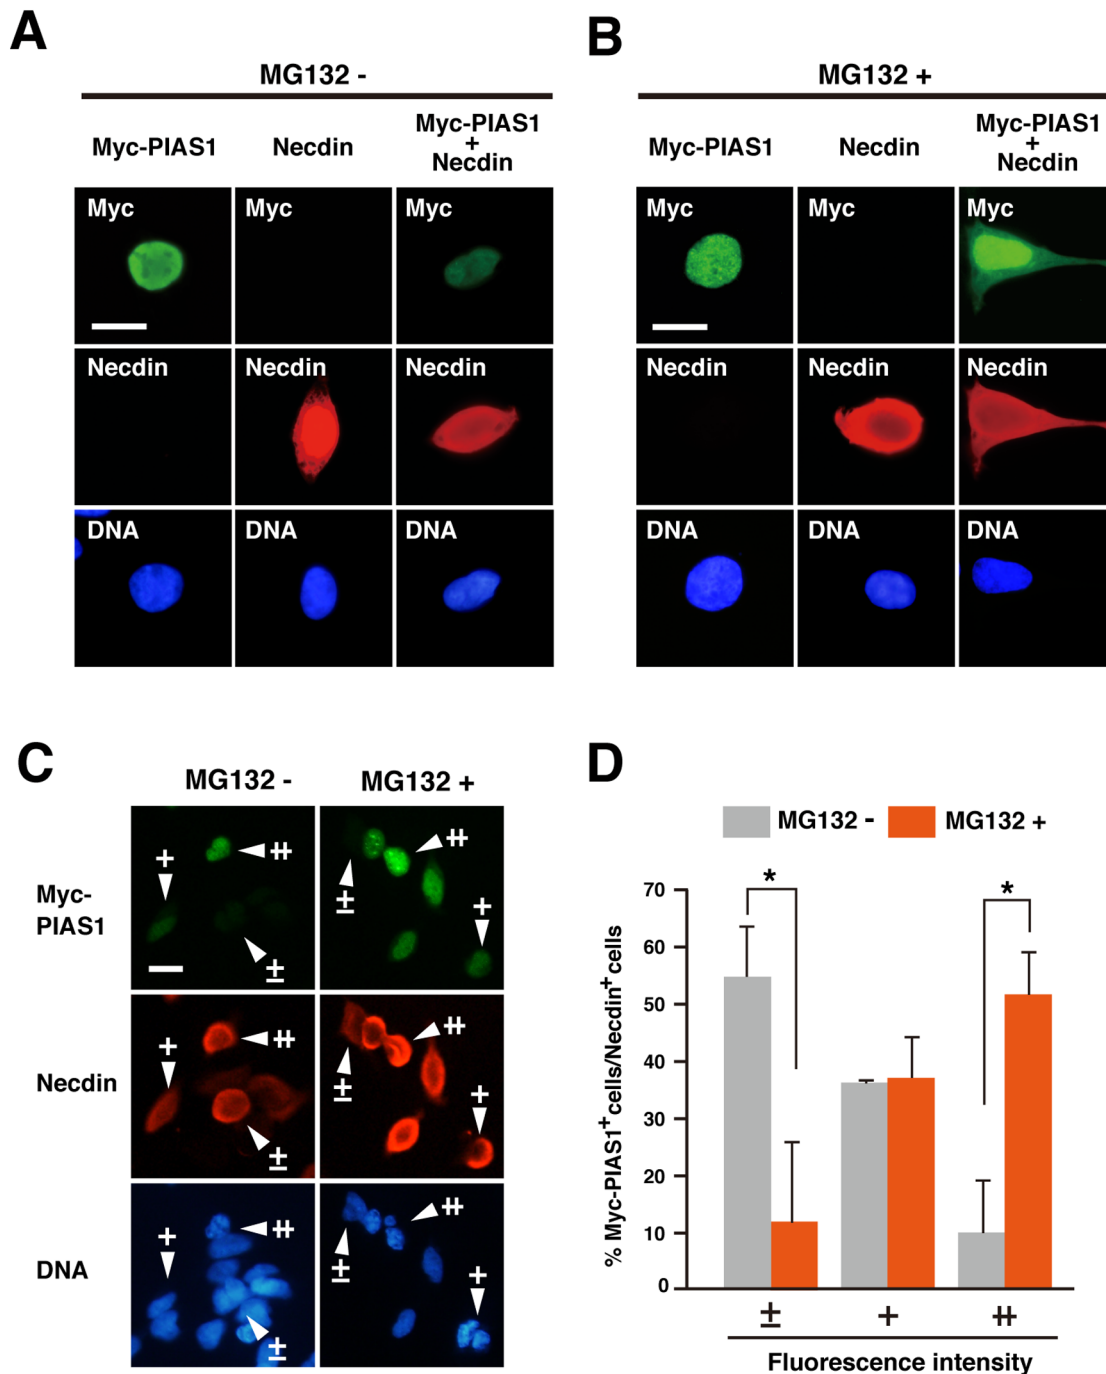 A
MG132 -
Myc-PIAS1
Necdin
Myc-PIAS1
+
Necdin
Myc
Myc
Myc
Necdin
Necdin
Necdin
DNA
DNA
DNA
B
MG132 +
Myc-PIAS1
Necdin
Myc-PIAS1
+
Necdin
Myc
Myc
Myc
Necdin
Necdin
Necdin
DNA
DNA
DNA
C
MG132 -
MG132 +
Myc-
PIAS1
+
⧺
±
±
⧺
+
Necdin
+
⧺
±
±
⧺
+
DNA
+
⧺
±
±
⧺
+
D
MG132 -
MG132 +
% Myc-PIAS1⁺ cells/Necdin⁺ cells
70
60
50
40
30
20
10
0
*
*
±
+
⧺
Fluorescence intensity